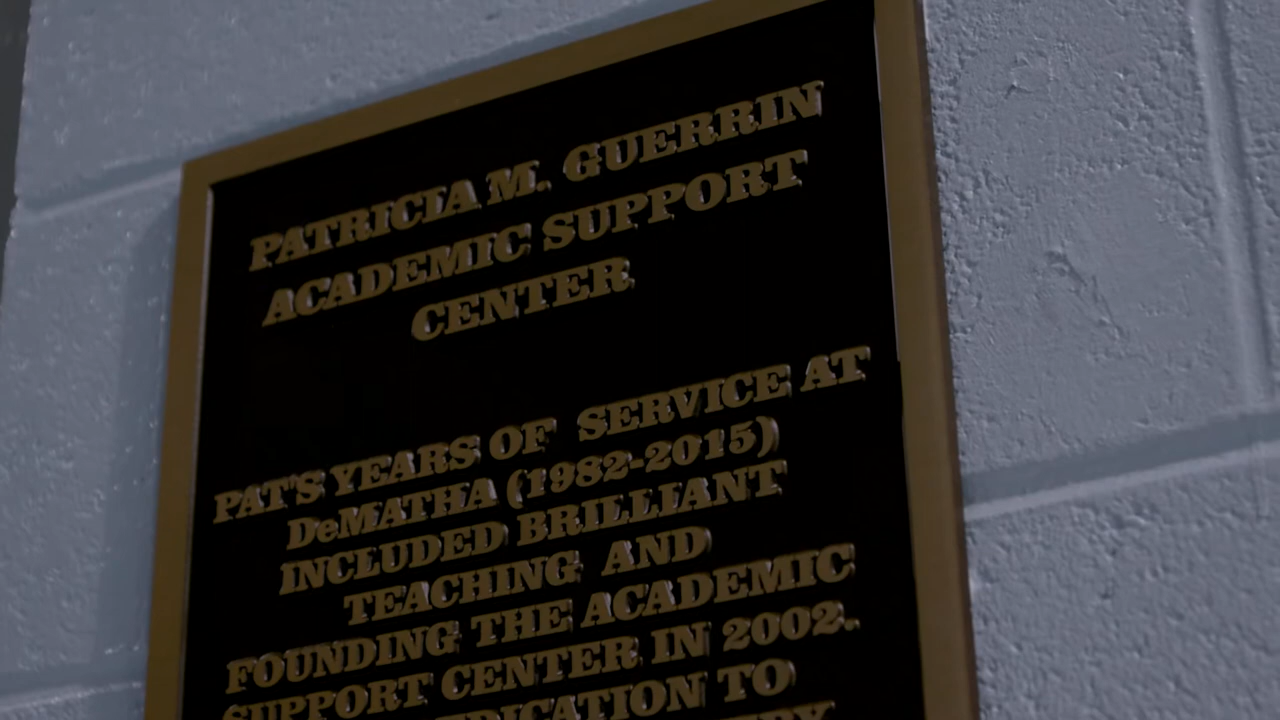 PATRICIA M. GUERRIN
ACADEMIC SUPPORT
CENTER
PAT'S YEARS OF SERVICE AT
DeMATHA (1982-2015)
INCLUDED BRILLIANT
TEACHING AND
FOUNDING THE ACADEMIC
SUPPORT CENTER IN 2002.
TO